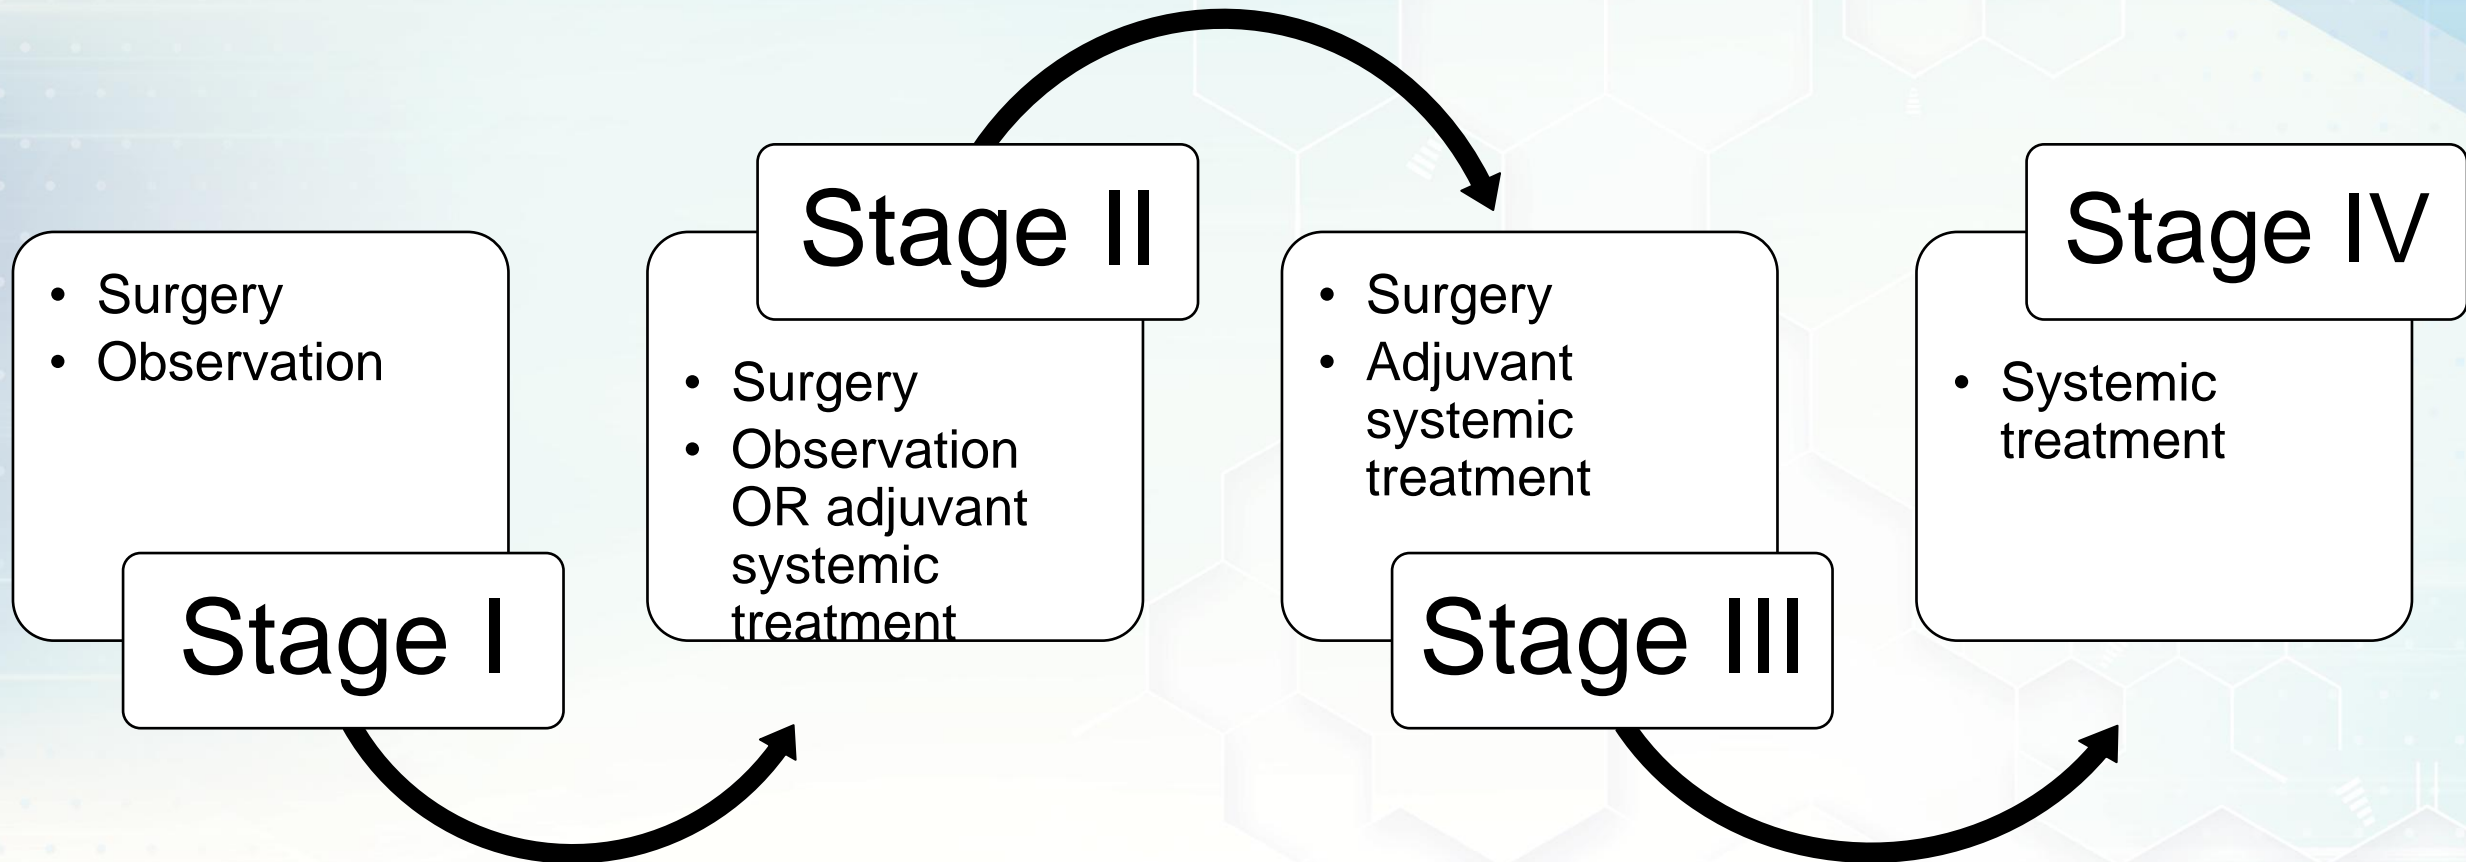 • Surgery
• Observation
Stage I
Stage II
• Surgery
• Observation
OR adjuvant
systemic
treatment
• Surgery
• Adjuvant
systemic
treatment
Stage III
Stage IV
• Systemic
treatment